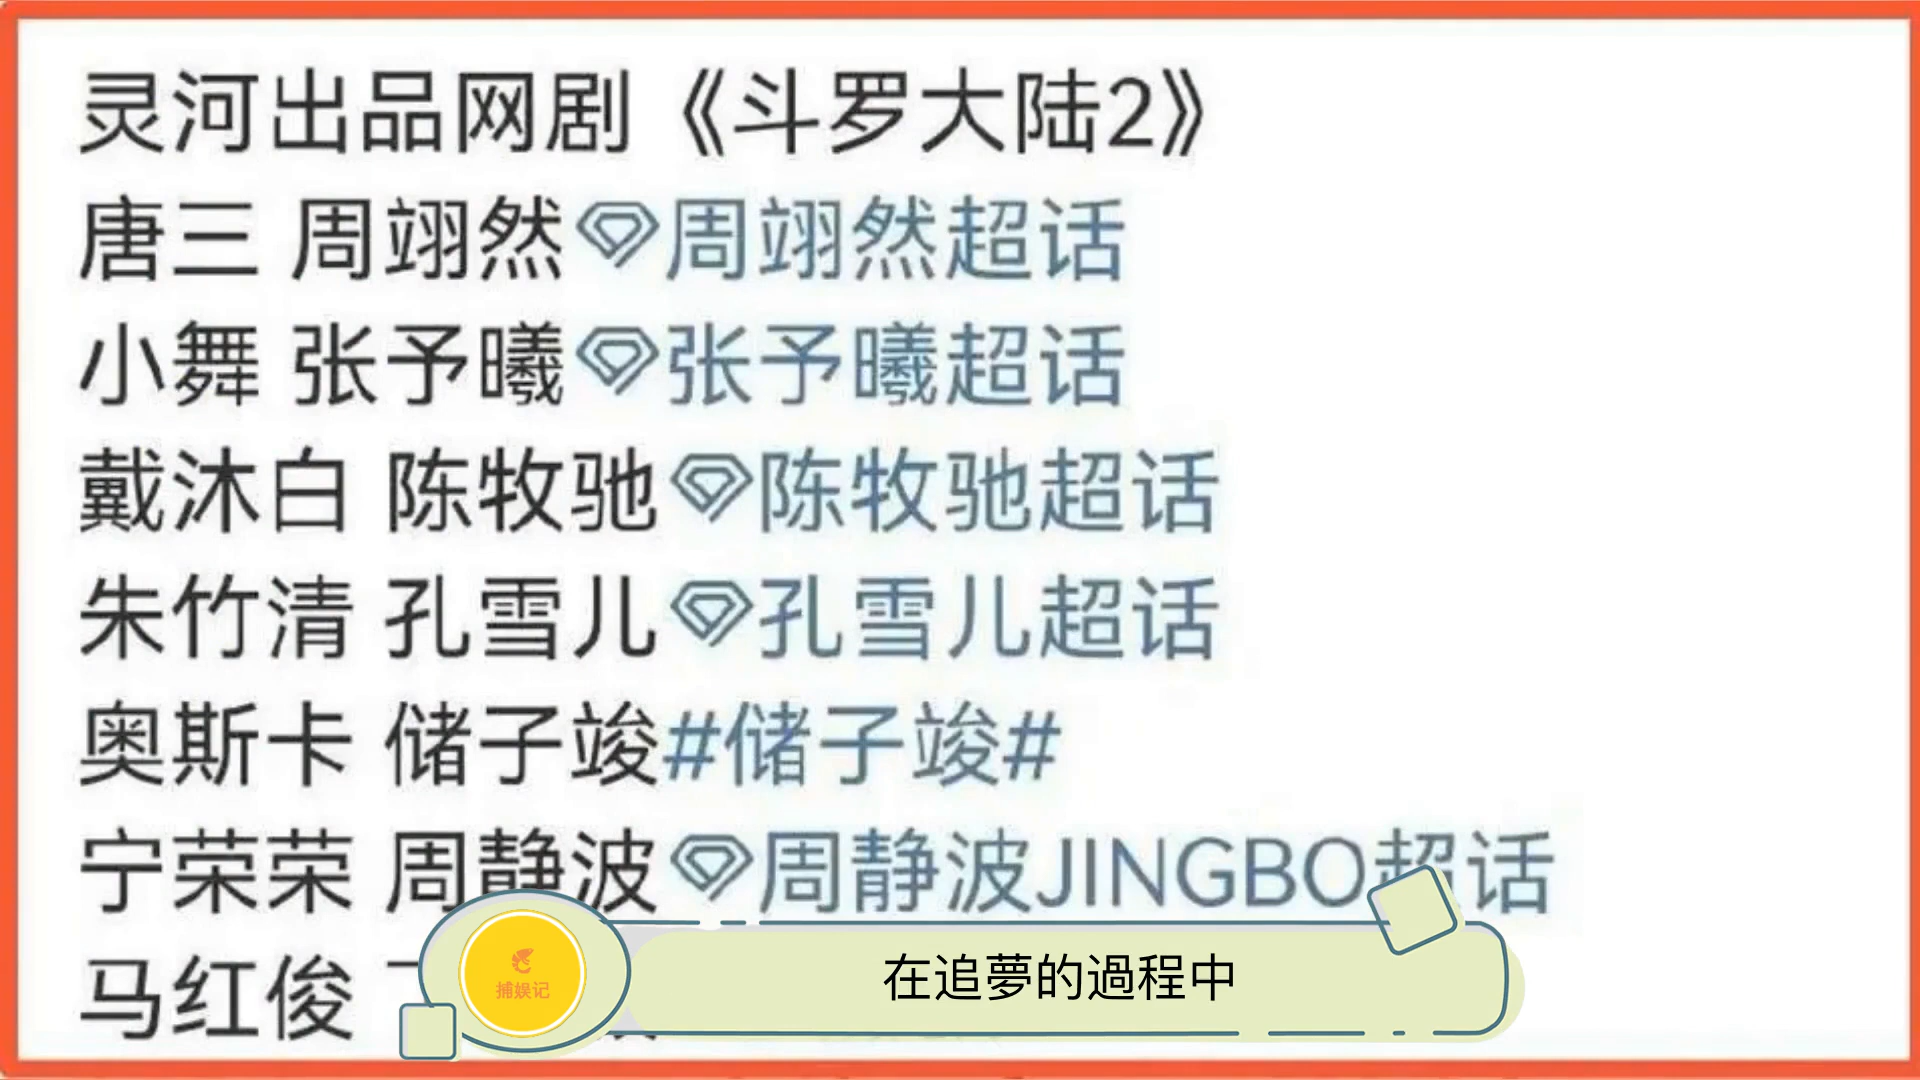 灵河出品网剧《斗罗大陆2》
唐三 周翊然 周翊然超话
小舞 张予曦 张予曦超话
戴沐白 陈牧驰 陈牧驰超话
朱竹清 孔雪儿 孔雪儿超话
奥斯卡 储子竣#储子竣#
宁荣荣 周静波 周静波JINGBO超话
马红俊
捕娱记
在追夢的過程中